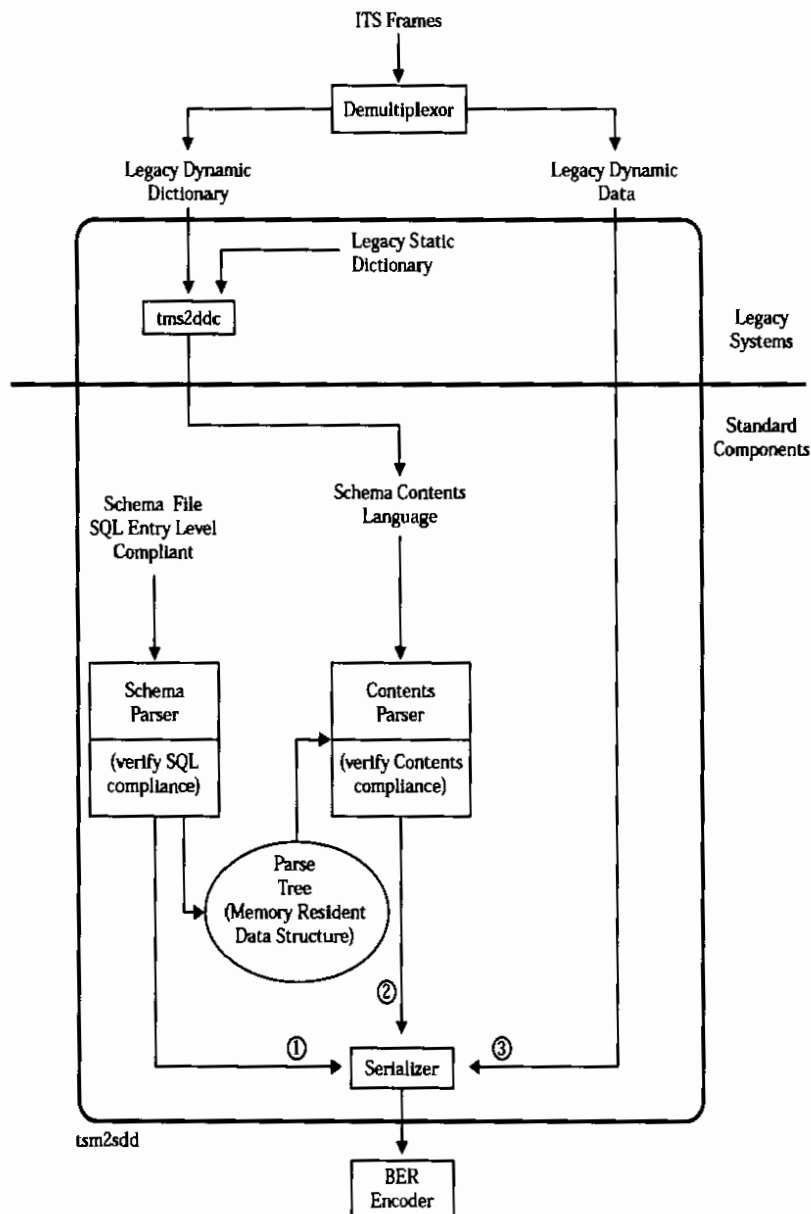 ITS Frames
Demultiplexor
Legacy Dynamic
Dictionary
Legacy Dynamic
Data
Legacy Static
Dictionary
tms2ddc
Legacy
Systems
Standard
Components
Schema File
SQL Entry Level
Compliant
Schema Contents
Language
Schema
Parser
(verify SQL
compliance)
Contents
Parser
(verify Contents
compliance)
Parse
Tree
(Memory Resident
Data Structure)
②
①
③
Serializer
tsm2sdd
BER
Encoder